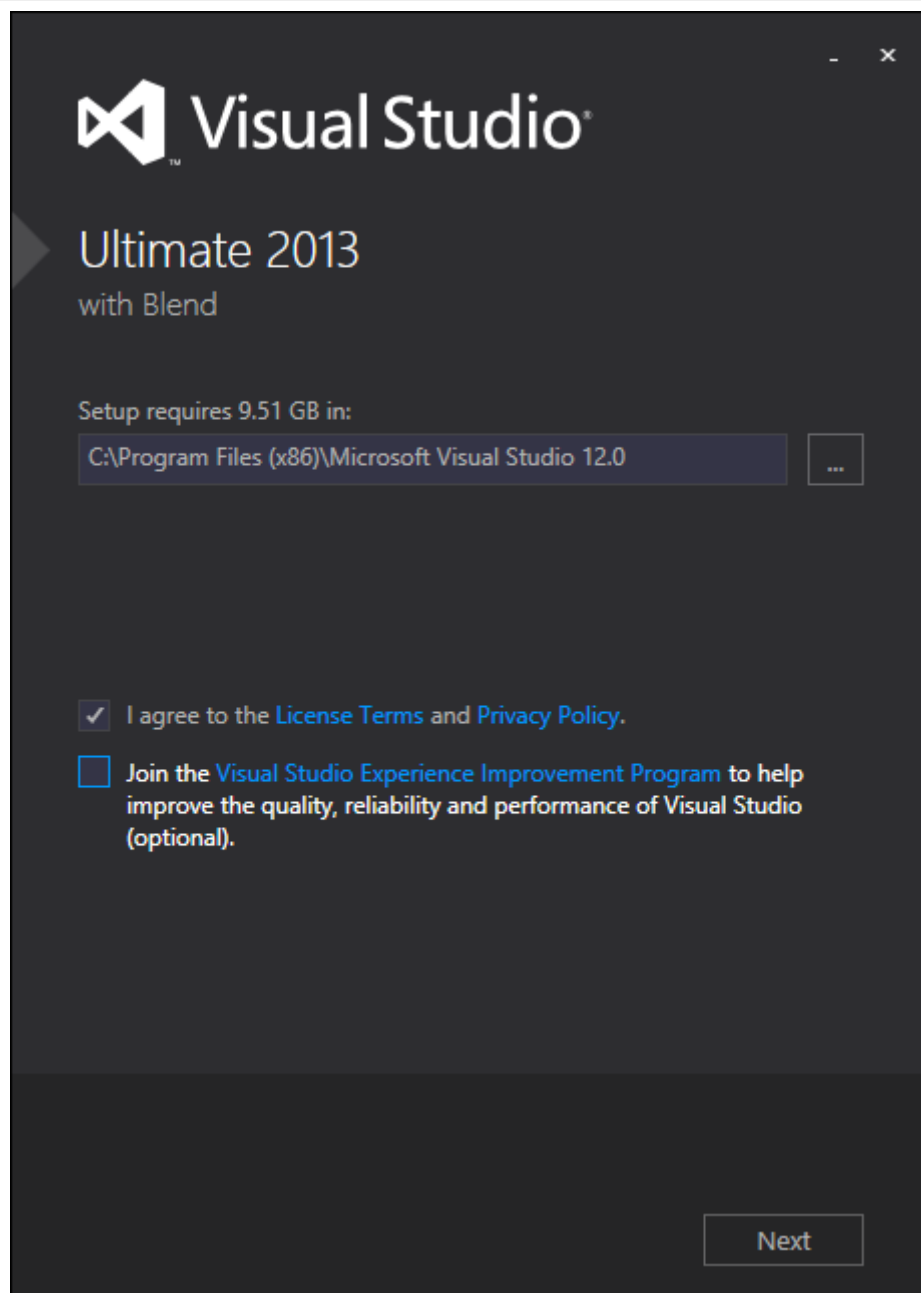 Visual Studio®
™
Ultimate 2013
with Blend
Setup requires 9.51 GB in:
C:\Program Files (x86)\Microsoft Visual Studio 12.0
...
I agree to the License Terms and Privacy Policy.
Join the Visual Studio Experience Improvement Program to help
improve the quality, reliability and performance of Visual Studio
(optional).
Next